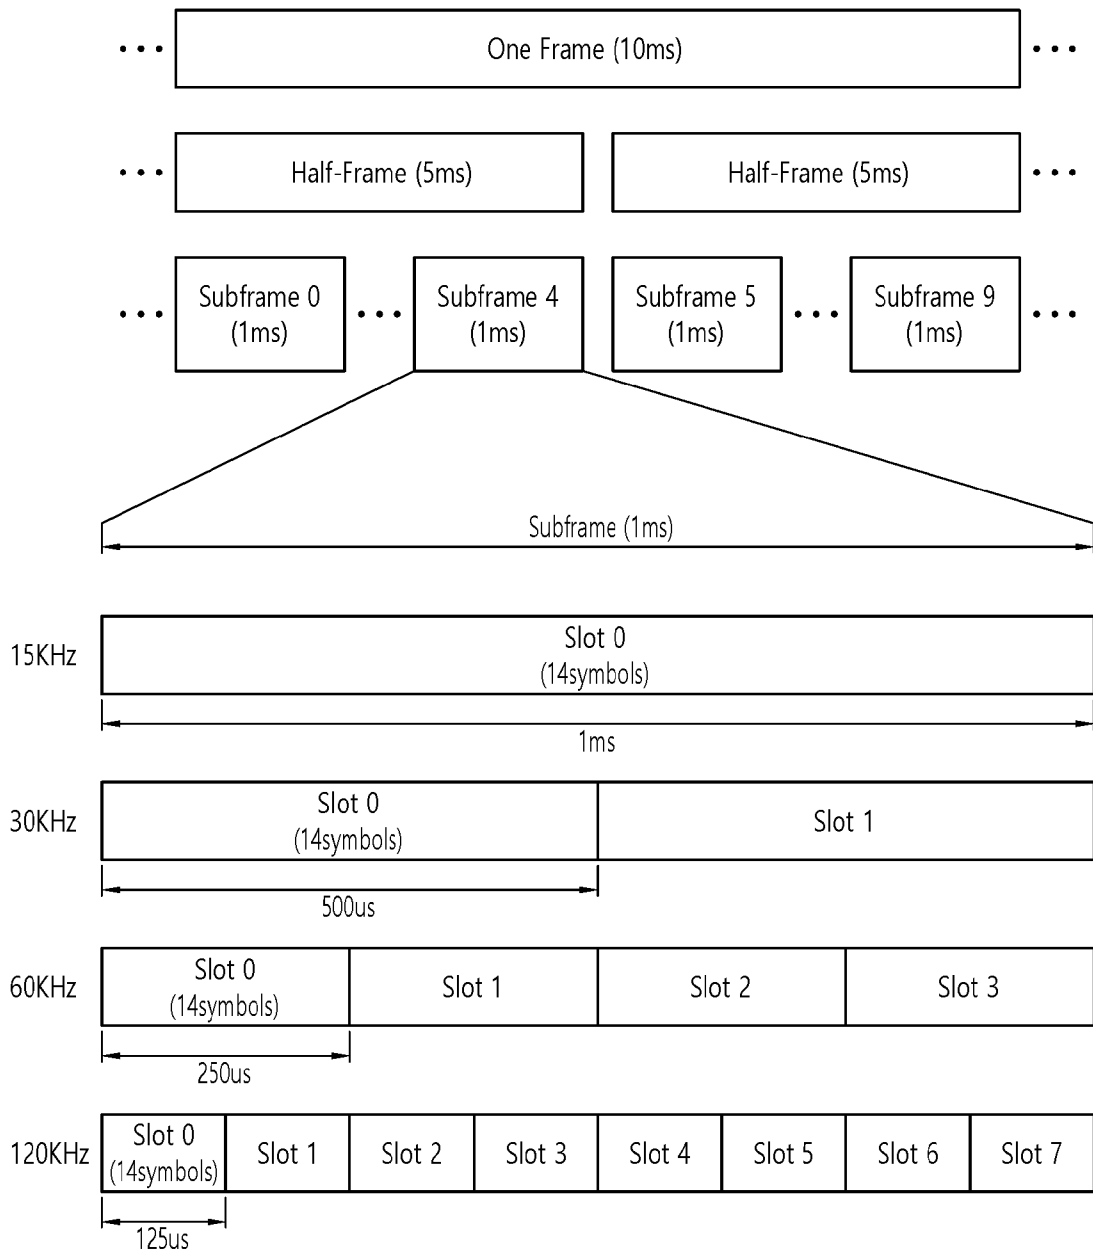 One Frame (10ms)
Half-Frame (5ms)
Half-Frame (5ms)
Subframe 0
(1ms)
Subframe 4
(1ms)
Subframe 5
(1ms)
Subframe 9
(1ms)
Subframe (1ms)
15KHz
Slot 0
(14symbols)
1ms
30KHz
Slot 0
(14symbols)
Slot 1
500us
60KHz
Slot 0
(14symbols)
Slot 1
Slot 2
Slot 3
250us
120KHz
Slot 0
(14symbols)
Slot 1
Slot 2
Slot 3
Slot 4
Slot 5
Slot 6
Slot 7
125us